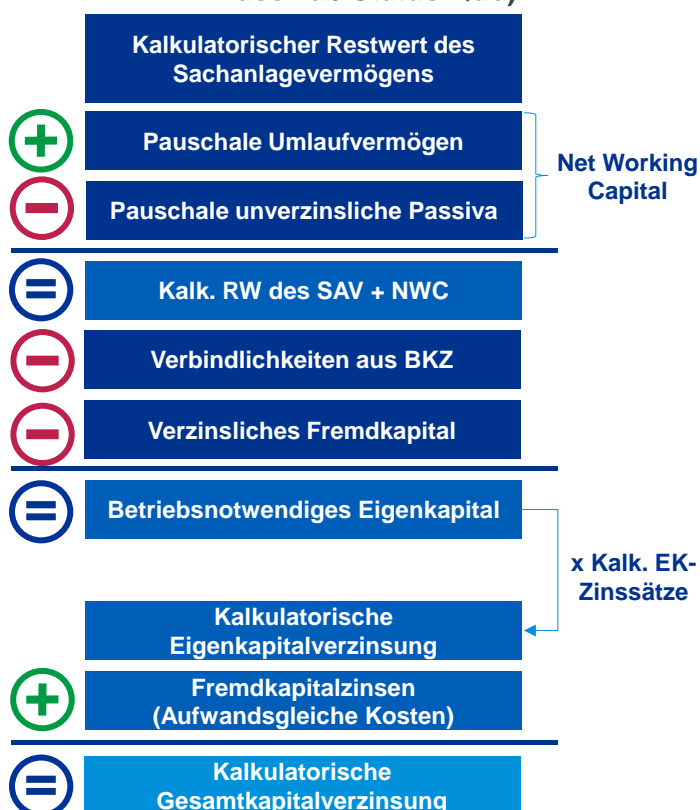 Kalkulatorischer Restwert des
Sachanlagevermögens
Pauschale Umlaufvermögen
Pauschale unverzinsliche Passiva
Net Working
Capital
Kalk. RW des SAV + NWC
Verbindlichkeiten aus BKZ
Verzinsliches Fremdkapital
Betriebsnotwendiges Eigenkapital
x Kalk. EK-
Zinssätze
Kalkulatorische
Eigenkapitalverzinsung
Fremdkapitalzinsen
(Aufwandsgleiche Kosten)
Kalkulatorische
Gesamtkapitalverzinsung